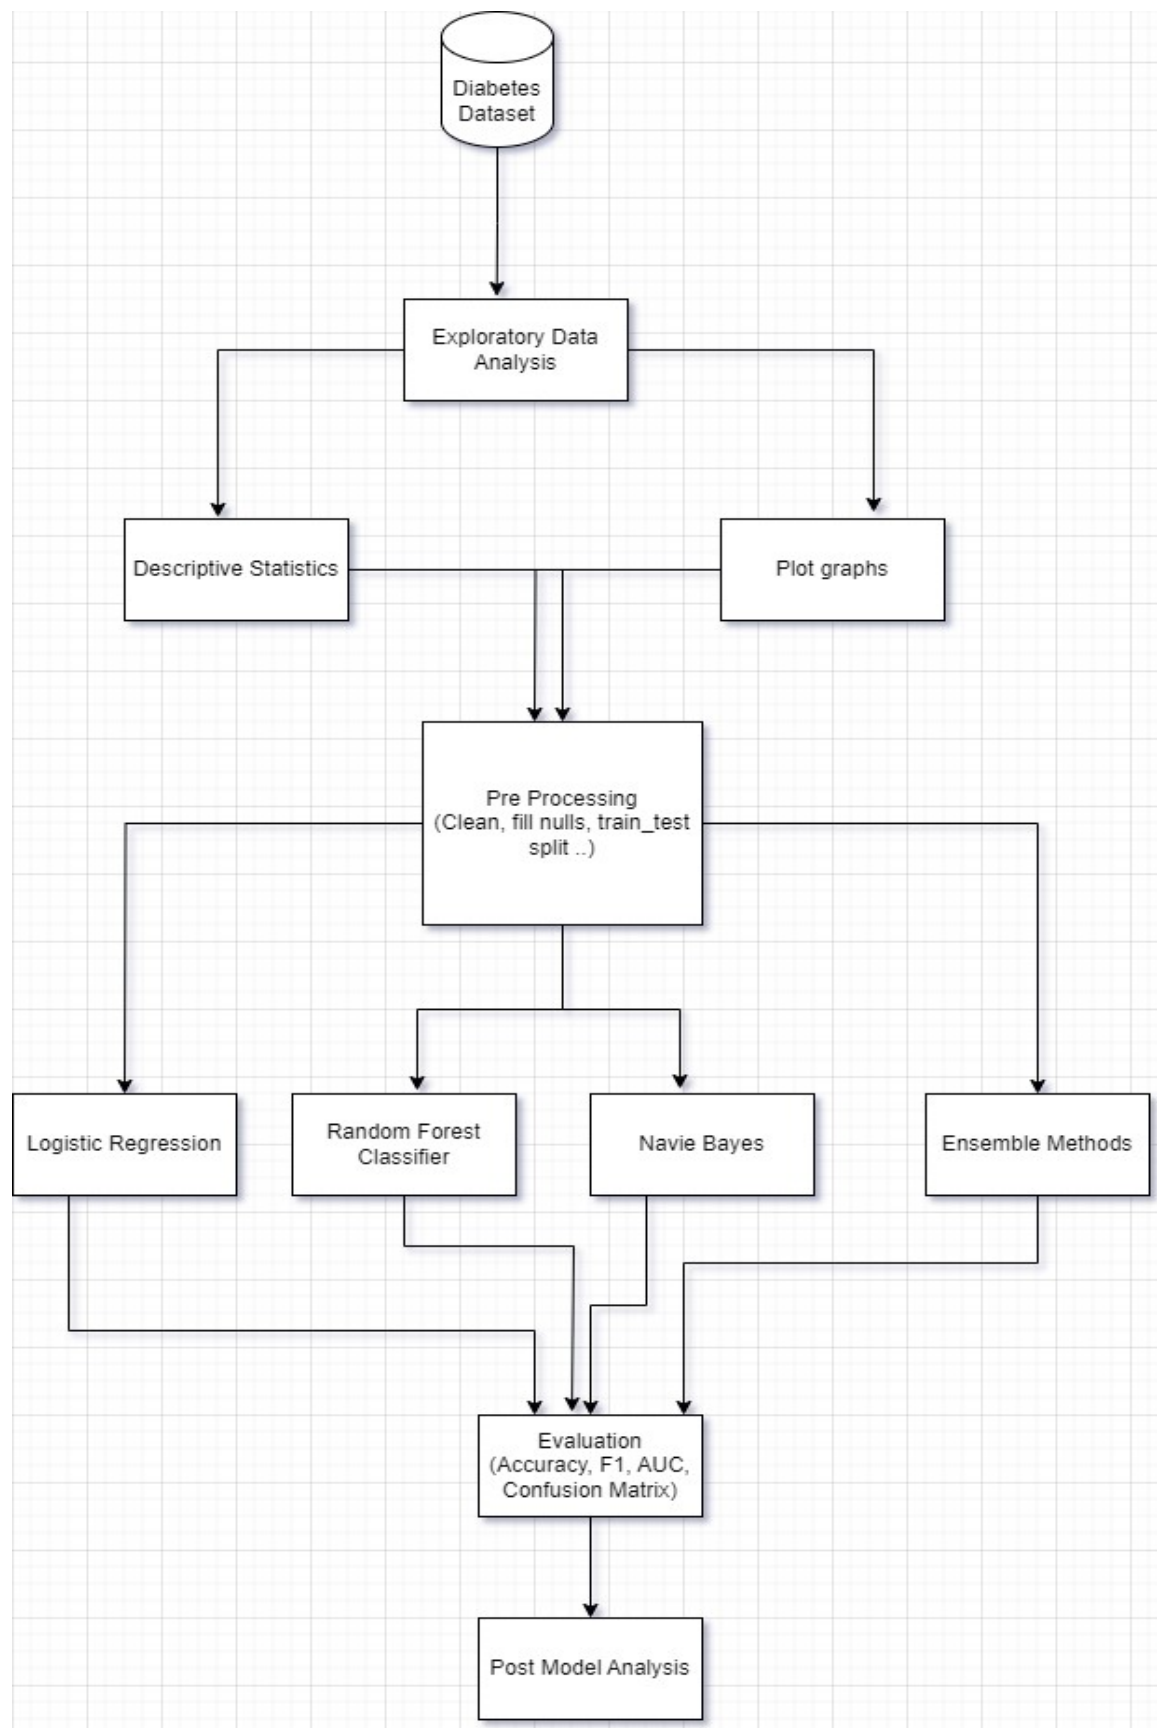 Diabetes
Dataset
Exploratory Data
Analysis
Descriptive Statistics
Plot graphs
Pre Processing
(Clean, fill nulls, train_test
split ..)
Logistic Regression
Random Forest
Classifier
Navie Bayes
Ensemble Methods
Evaluation
(Accuracy, F1, AUC,
Confusion Matrix)
Post Model Analysis